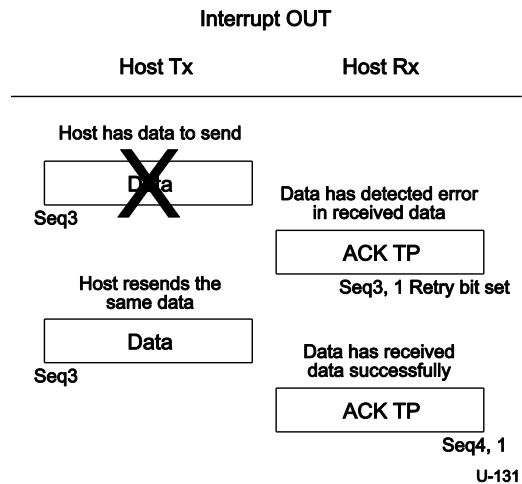 Interrupt OUT
Host Tx
Host Rx
Host has data to send
Data
Seq3
Data has detected error
in received data
ACK TP
Seq3, 1 Retry bit set
Host resends the
same data
Data
Seq3
Data has received
data successfully
ACK TP
Seq4, 1
U-131